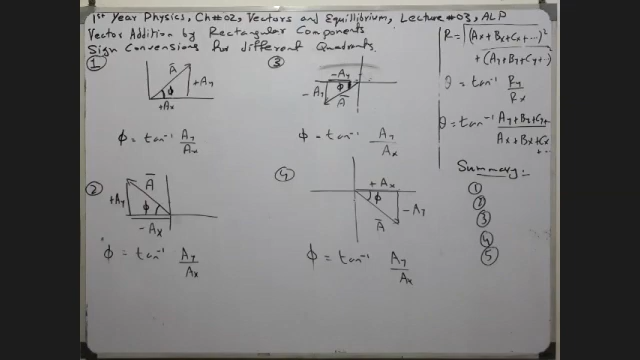 1st Year Physics, Ch#02, Vectors and Equillibrium, Lecture #03, ALP
Vector Addition by Rectangular Components
Sign Convensions for different Quadrants
①
A̅
+Ay
ϕ
+Ax
ϕ = tan⁻¹ Ay/Ax
②
A̅
+Ay
ϕ
-Ax
ϕ = tan⁻¹ Ay/Ax
③
-Ax
-Ay
ϕ
A̅
ϕ = tan⁻¹ Ay/Ax
④
+Ax
ϕ
-Ay
A̅
ϕ = tan⁻¹ Ay/Ax
R = √(Ax+Bx+Cx+...)²
+ (Ay+By+Cy+..)
θ = tan⁻¹ Ry/Rx
θ = tan⁻¹ Ay+By+Cy+../Ax+Bx+Cx+...
Summary:
①
②
③
④
⑤